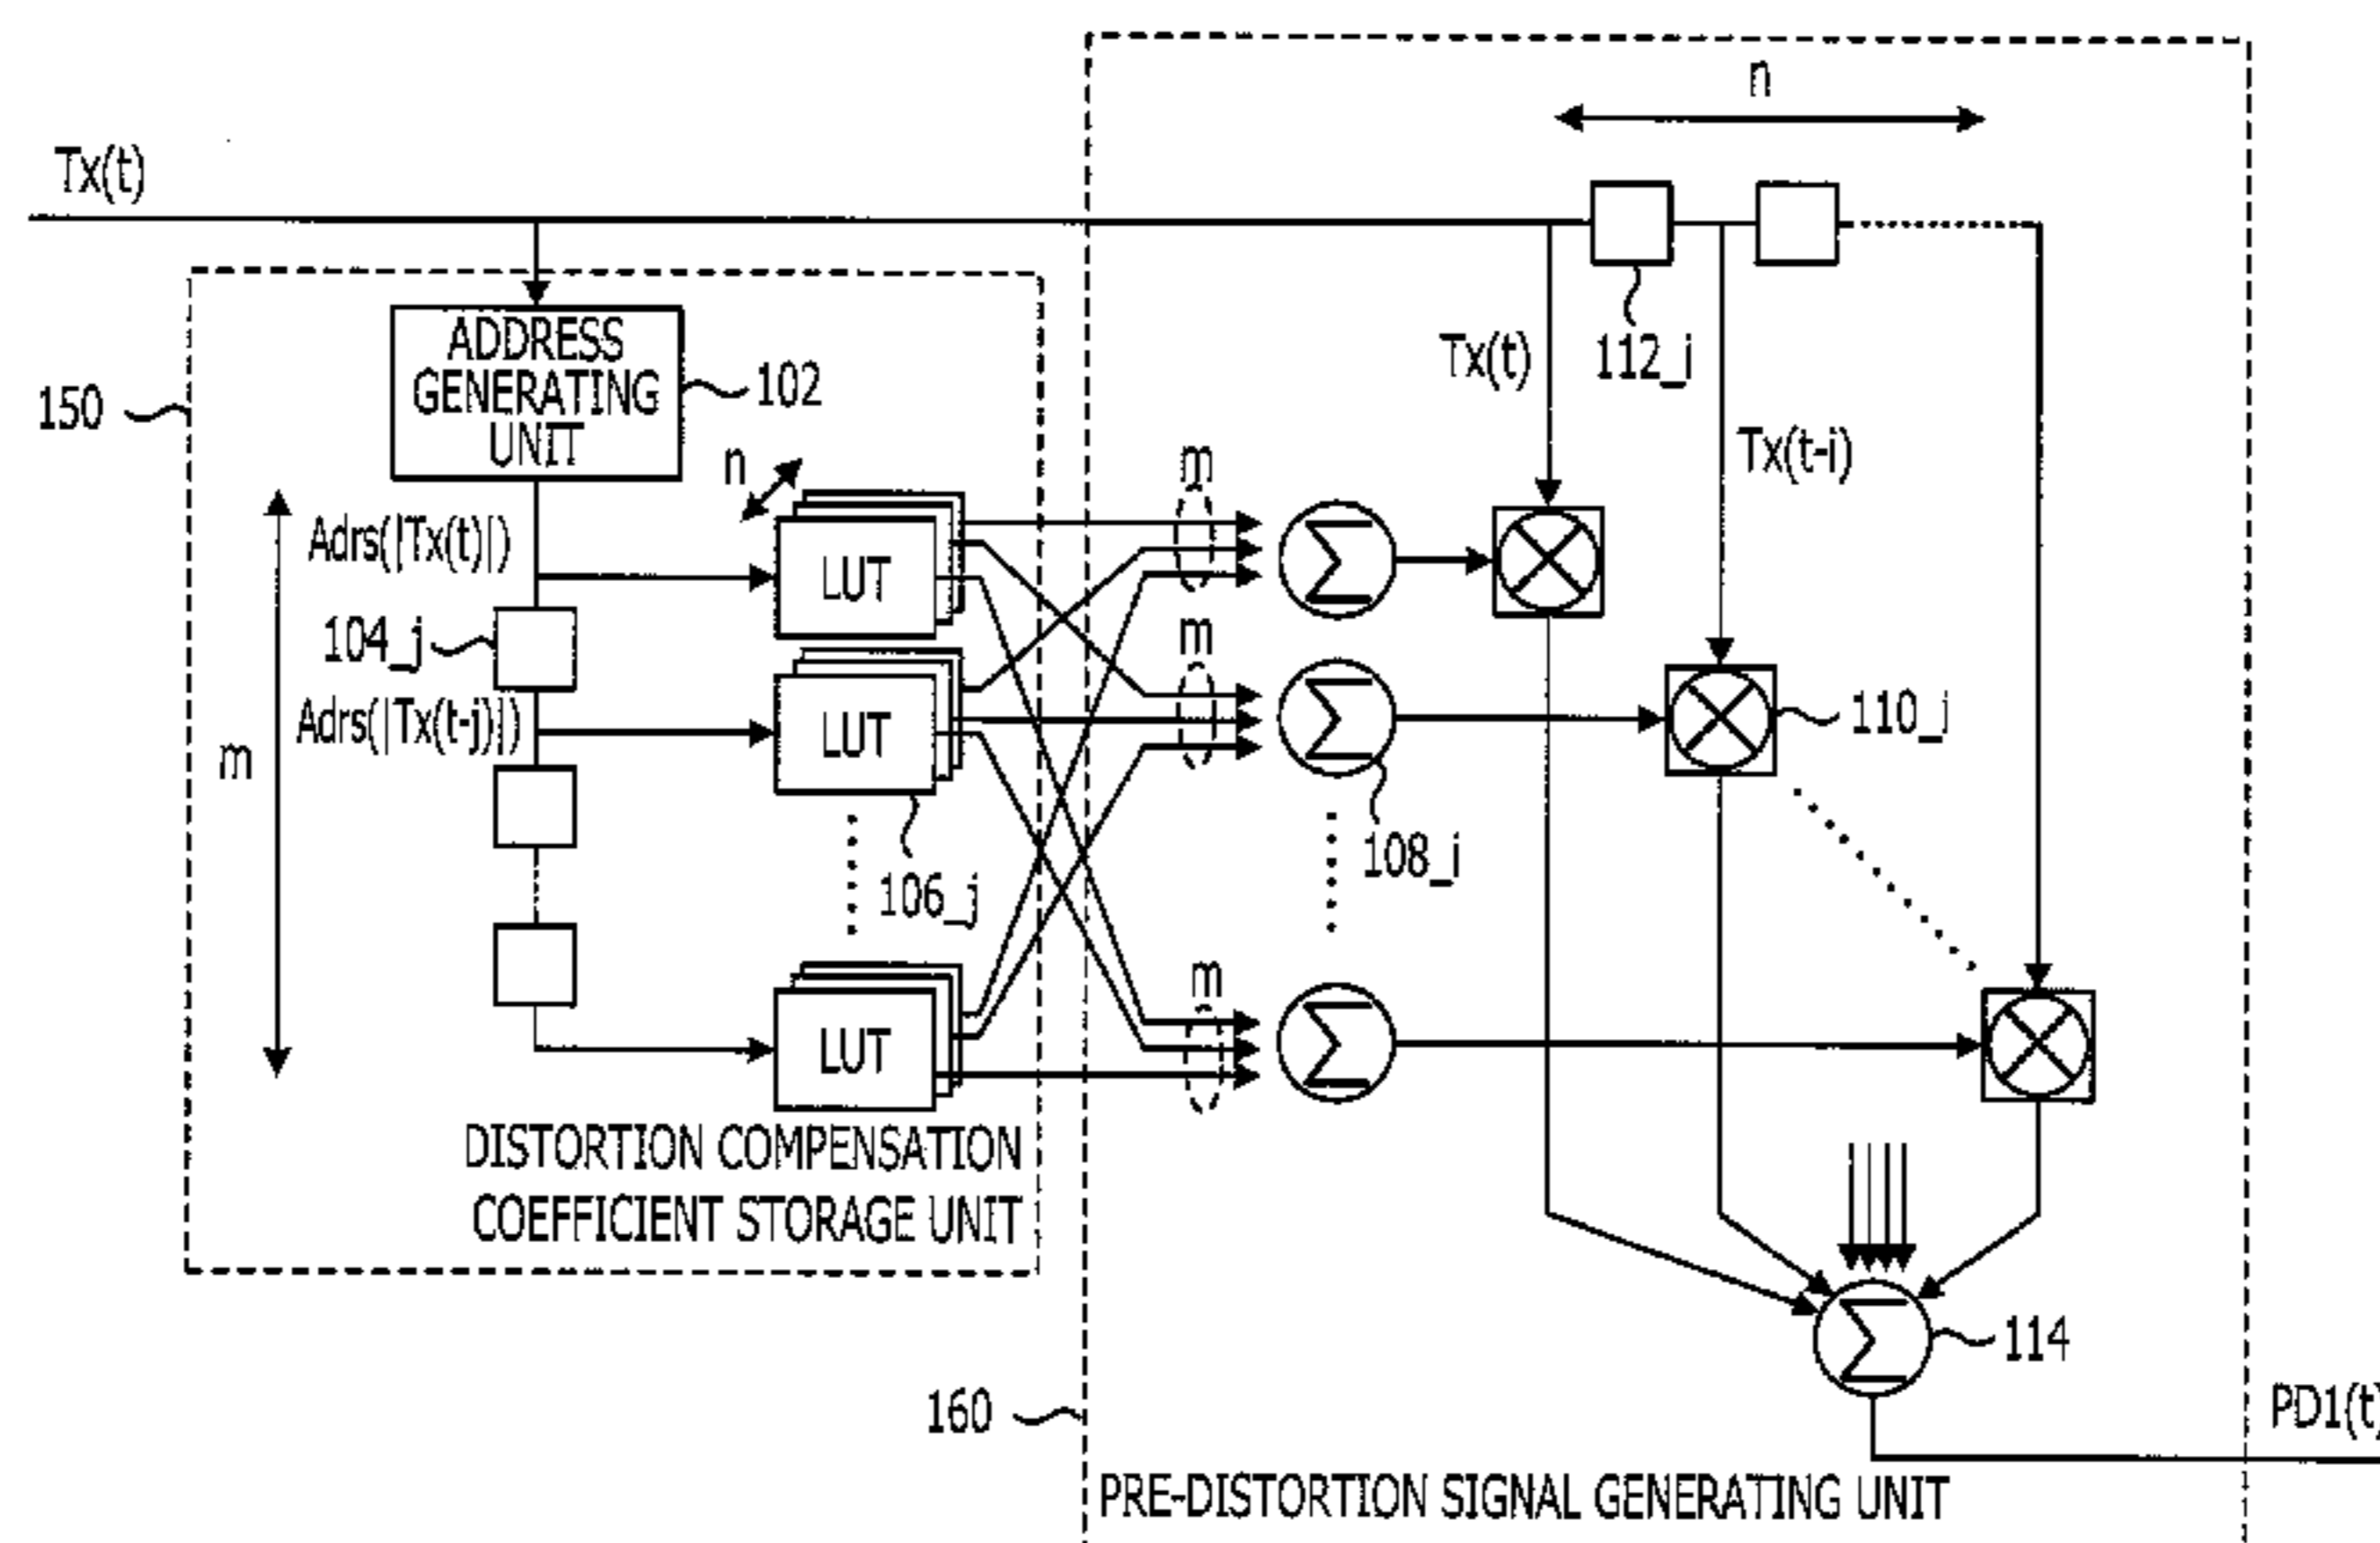 n
Tx(t)
ADDRESS
GENERATING
UNIT
102
150
Tx(t)
112_i
Tx(t-i)
n
m
Adrs(|Tx(t)|)
LUT
104_j
m
Adrs(|Tx(t-j)|)
LUT
110_j
m
108_i
106_j
m
LUT
DISTORTION COMPENSATION
COEFFICIENT STORAGE UNIT
114
160
PD1(t)
PRE-DISTORTION SIGNAL GENERATING UNIT